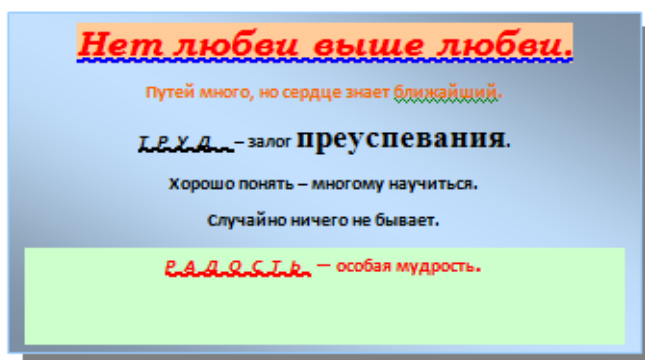 Нет любви выше любви.
Путей много, но сердце знает ближайший.
Т Р У Д – залог преуспевания.
Хорошо понять – многому научиться.
Случайно ничего не бывает.
Р А Д О С Т Ь – особая мудрость.